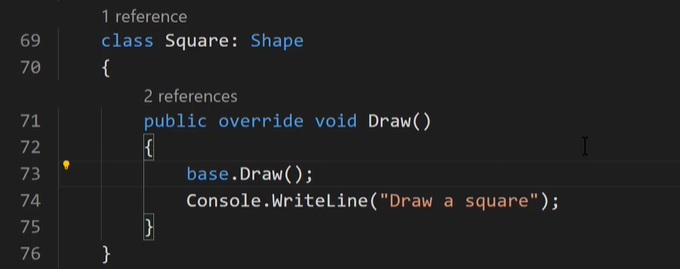 1 reference
69 class Square: Shape
70 {
2 references
71 public override void Draw()
72 {
73 base.Draw();
74 Console.WriteLine("Draw a square");
75 }
76 }